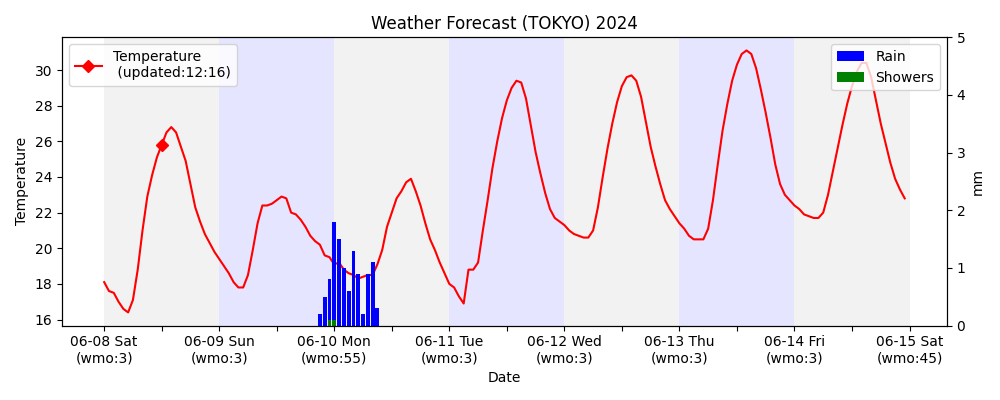 Weather Forecast (TOKYO) 2024
Temperature
(updated:12:16)
Rain
Showers
Temperature
30
28
26
24
22
20
18
16
5
4
3
2
1
0
mm
06-08 Sat 06-09 Sun 06-10 Mon 06-11 Tue 06-12 Wed 06-13 Thu 06-14 Fri 06-15 Sat
(wmo:3) (wmo:3) (wmo:55) (wmo:3) (wmo:3) (wmo:3) (wmo:3) (wmo:45)
Date